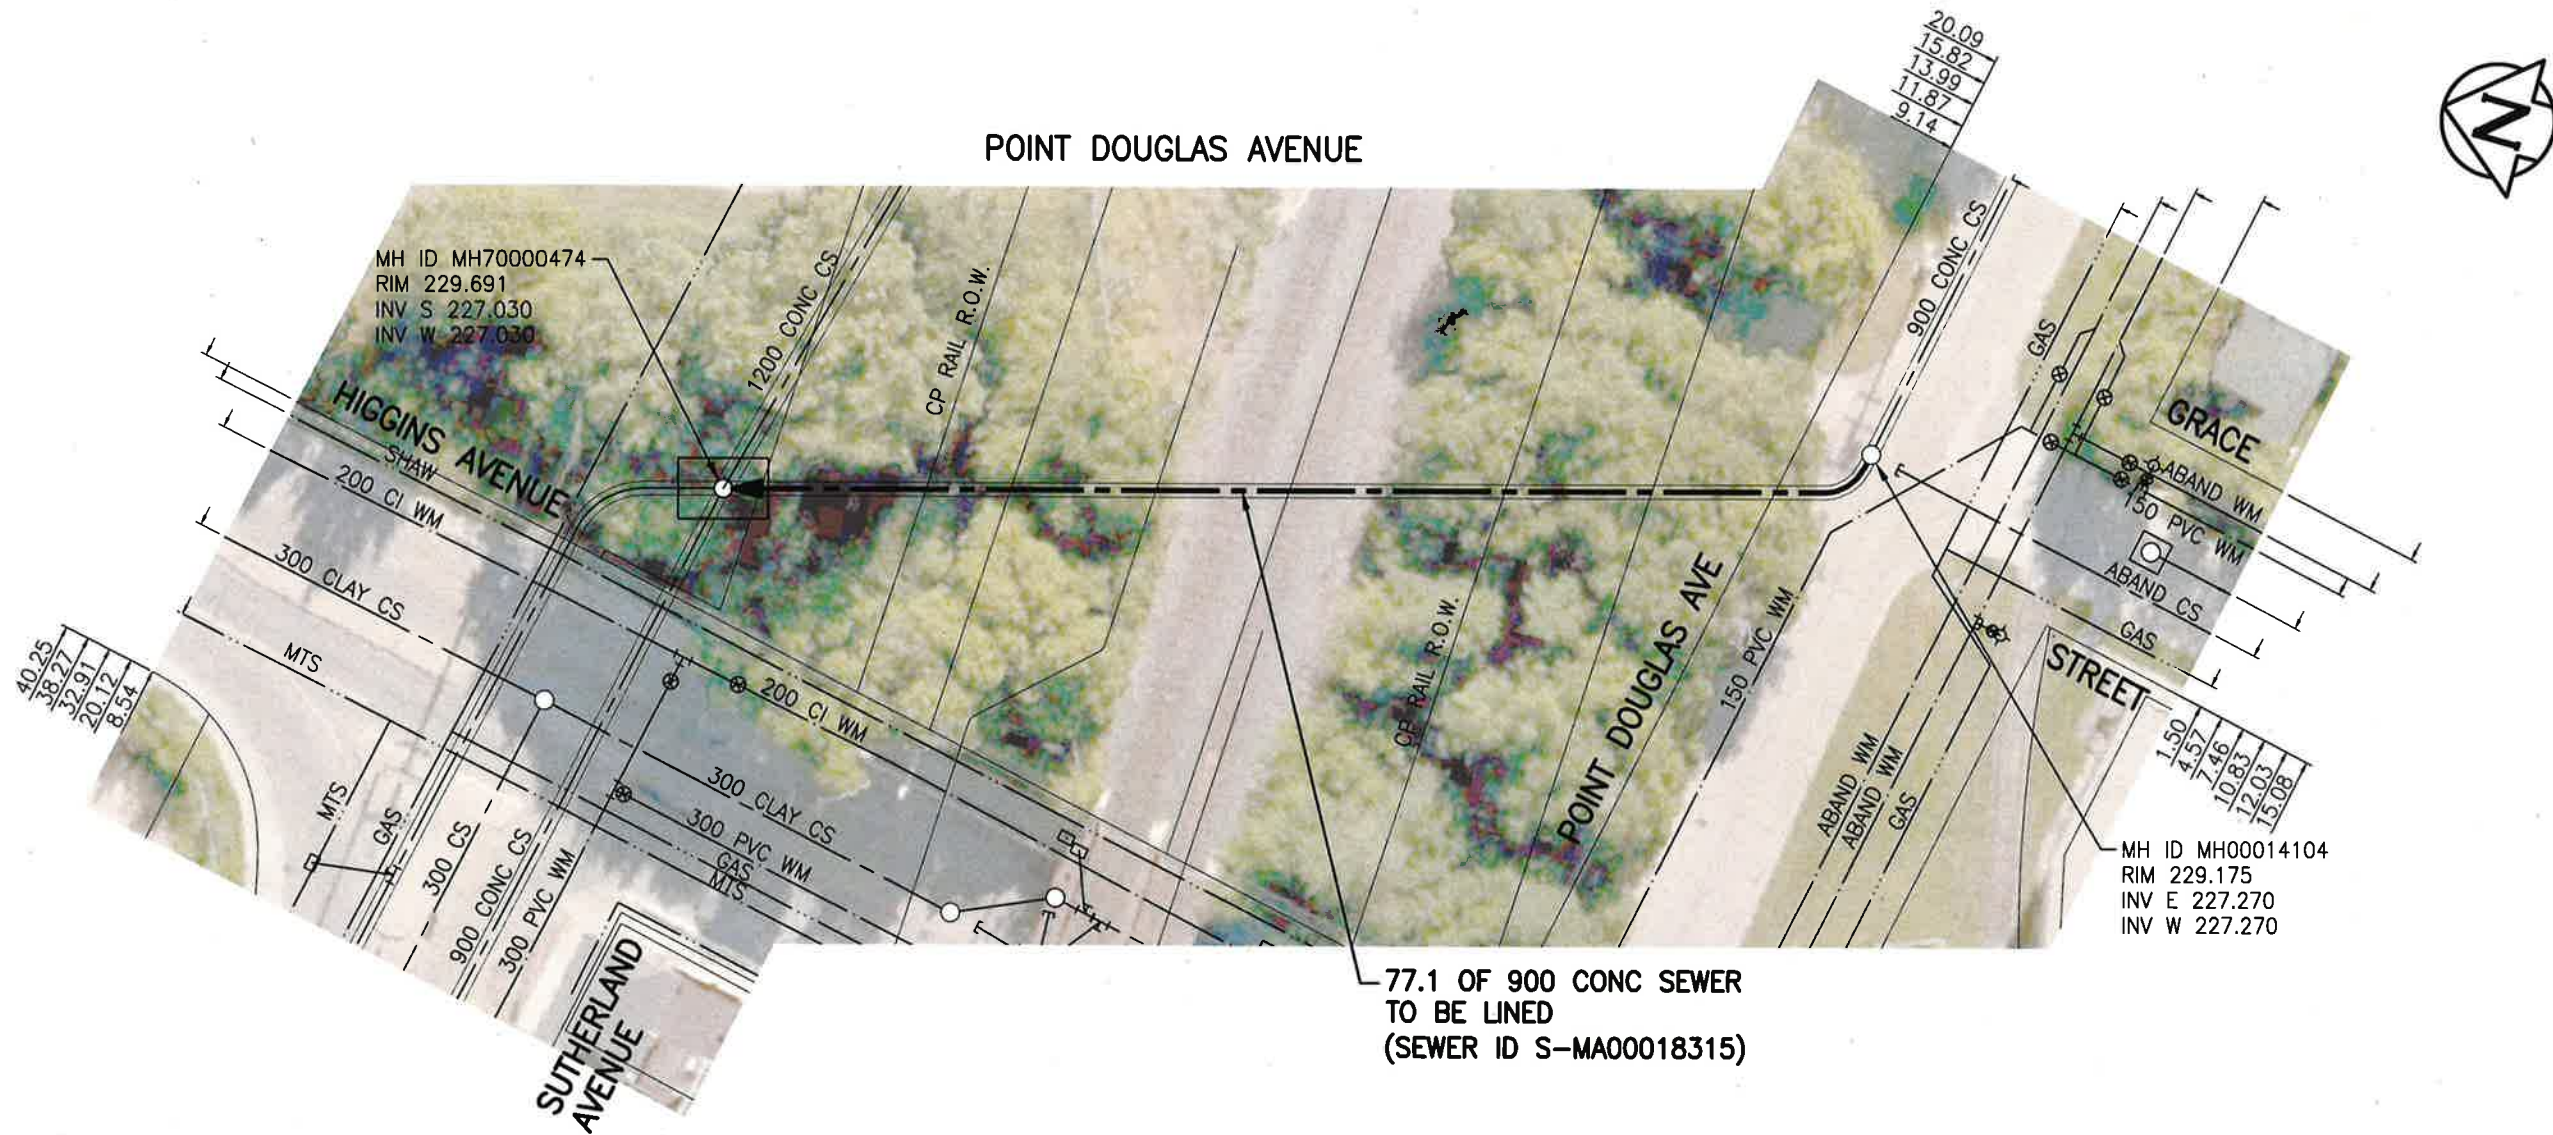 20.09
15.82
13.99
11.87
9.14
N
POINT DOUGLAS AVENUE
MH ID MH70000474
RIM 229.691
INV S 227.030
INV W 227.030
1200 CONC CS
CP RAIL R.O.W.
900 CONC CS
GAS
HIGGINS AVENUE
SHAW
200 CI WM
300 CLAY CS
MTS
GRACE
ABAND WM
150 PVC WM
ABAND CS
GAS
STREET
40.25
38.27
32.91
20.12
8.54
200 CI WM
300 CLAY CS
300 PVC WM
GAS
MTS
MTS
GAS
300 CS
900 CONC CS
300 PVC WM
SUTHERLAND
AVENUE
CP RAIL R.O.W.
POINT DOUGLAS AVE
150 PVC WM
ABAND WM
ABAND WM
GAS
1.50
4.57
7.46
10.83
12.03
15.08
MH ID MH00014104
RIM 229.175
INV E 227.270
INV W 227.270
77.1 OF 900 CONC SEWER
TO BE LINED
(SEWER ID S-MA00018315)